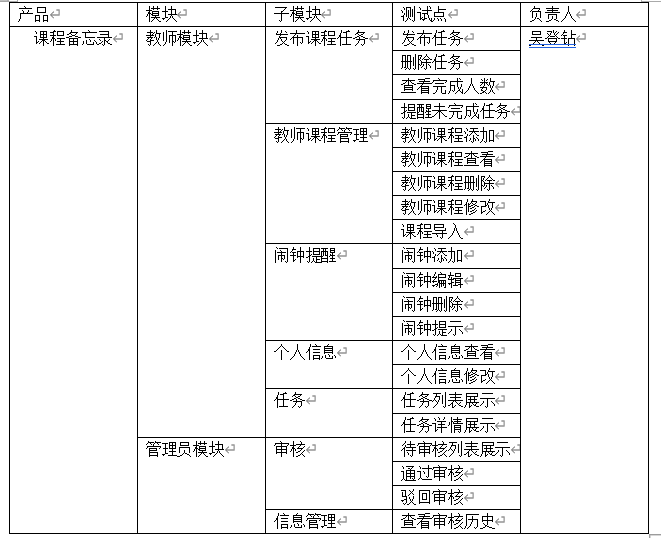 产品 模块 子模块 测试点 负责人
课程备忘录 教师模块 发布课程任务 发布任务 吴登钻
删除任务
查看完成人数
提醒未完成任务
教师课程管理 教师课程添加
教师课程查看
教师课程删除
教师课程修改
课程导入
闹钟提醒 闹钟添加
闹钟编辑
闹钟删除
闹钟提示
个人信息 个人信息查看
个人信息修改
任务 任务列表展示
任务详情展示
管理员模块 审核 待审核列表展示
通过审核
驳回审核
信息管理 查看审核历史